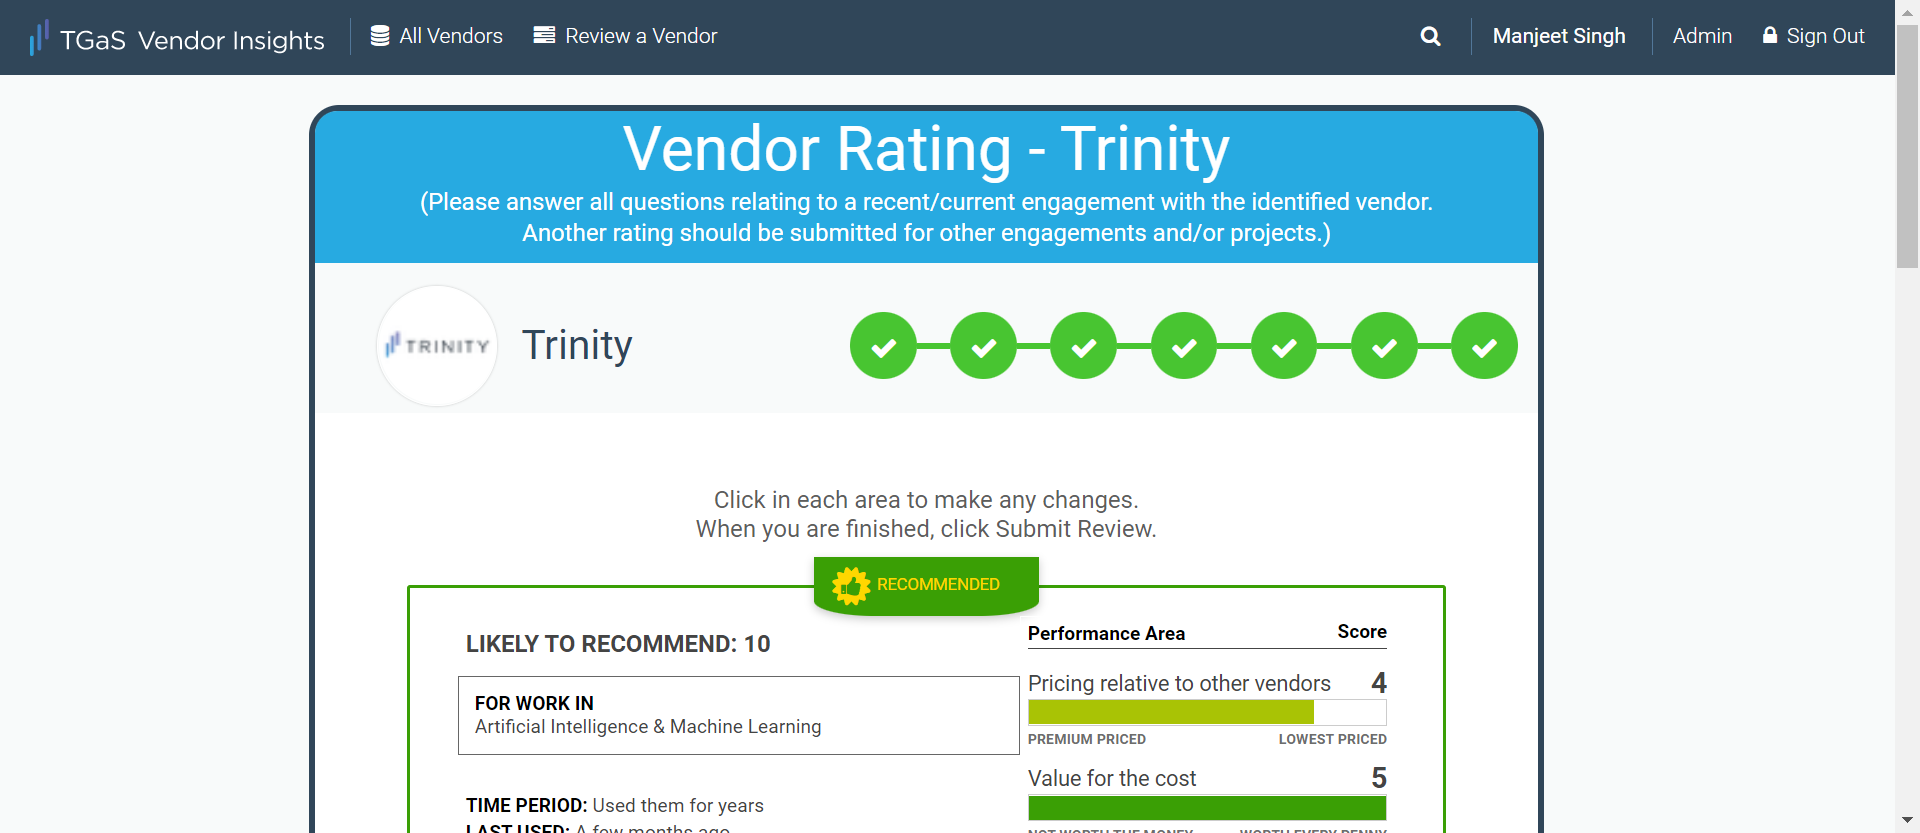 TGaS Vendor Insights
All Vendors
Review a Vendor
Manjeet Singh
Admin
Sign Out
Vendor Rating - Trinity
(Please answer all questions relating to a recent/current engagement with the identified vendor.
Another rating should be submitted for other engagements and/or projects.)
TRINITY
Trinity
Click in each area to make any changes.
When you are finished, click Submit Review.
RECOMMENDED
LIKELY TO RECOMMEND: 10
FOR WORK IN
Artificial Intelligence & Machine Learning
TIME PERIOD: Used them for years
LAST USED: A few months ago
Performance Area Score
Pricing relative to other vendors 4
PREMIUM PRICED LOWEST PRICED
Value for the cost 5
NOT WORTH THE MONEY WORTH EVERY PENNY